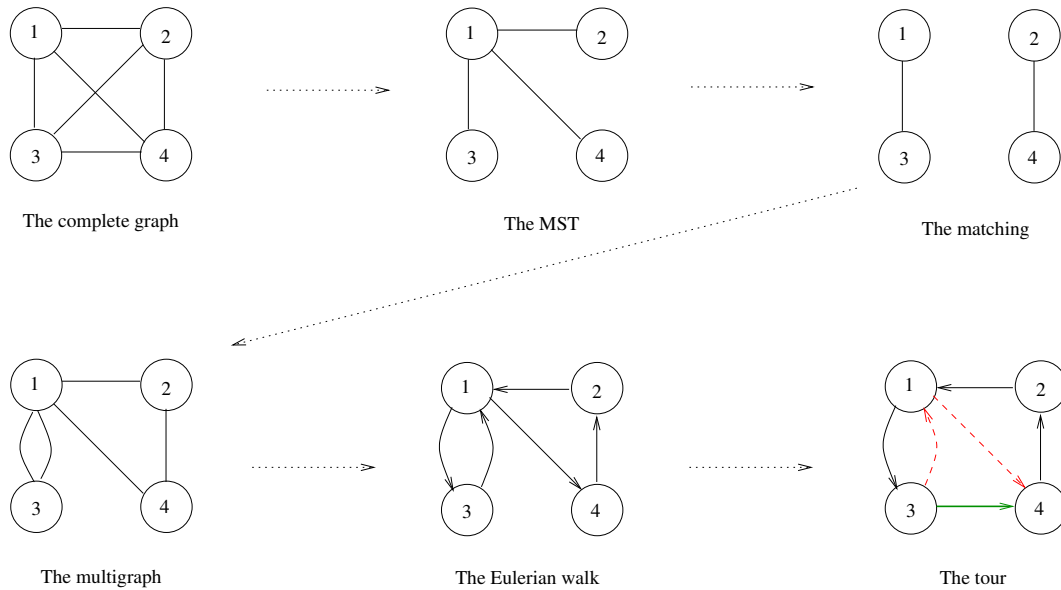 1 2
3 4
The complete graph
1 2
3 4
The MST
1 2
3 4
The matching
1 2
3 4
The multigraph
1 2
3 4
The Eulerian walk
1 2
3 4
The tour